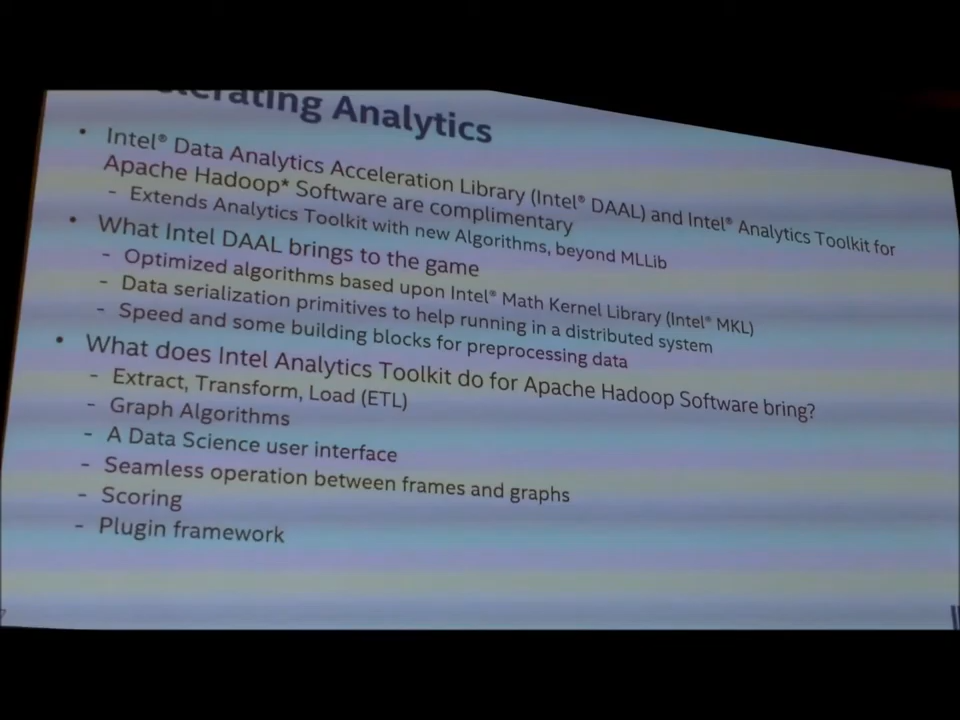 Analytics
• Intel® Data Analytics Acceleration Library (Intel® DAAL) and Intel® Analytics Toolkit for
Apache Hadoop* Software are complimentary
- Extends Analytics Toolkit with new Algorithms, beyond MLLib
• What Intel DAAL brings to the game
- Optimized algorithms based upon Intel® Math Kernel Library (Intel® MKL)
- Data serialization primitives to help running in a distributed system
- Speed and some building blocks for preprocessing data
• What does Intel Analytics Toolkit do for Apache Hadoop Software bring?
- Extract, Transform, Load (ETL)
- Graph Algorithms
- A Data Science user interface
- Seamless operation between frames and graphs
- Scoring
- Plugin framework